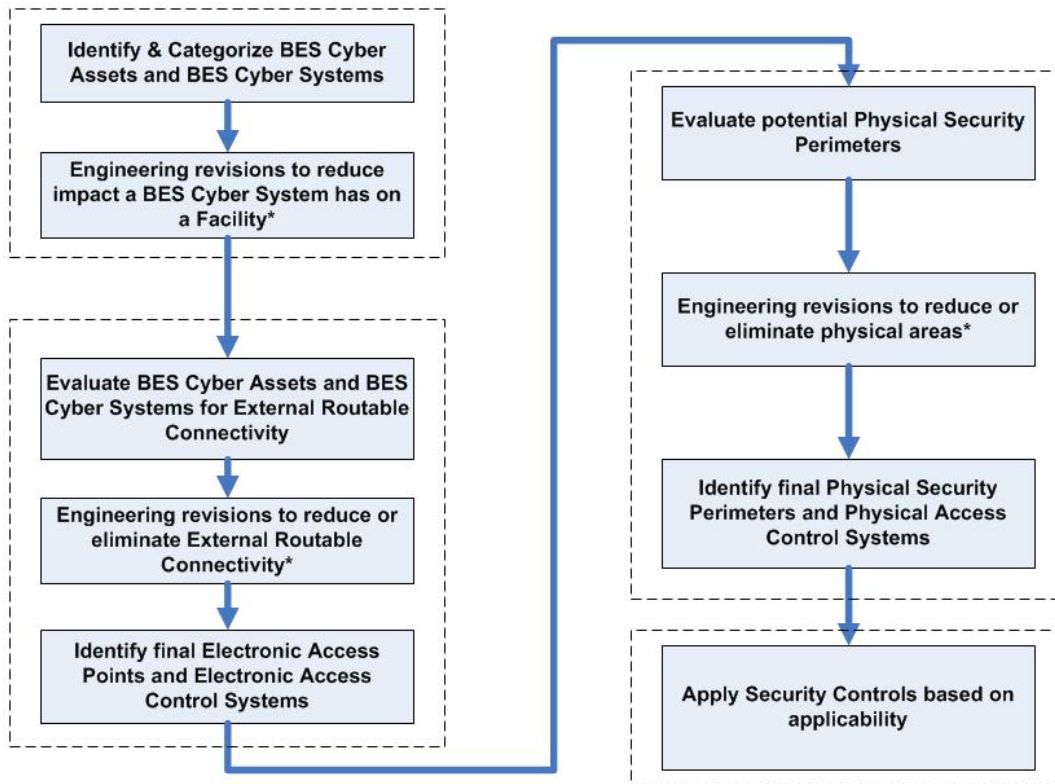 Identify & Categorize BES Cyber
Assets and BES Cyber Systems
Engineering revisions to reduce
impact a BES Cyber System has on
a Facility*
Evaluate BES Cyber Assets and BES
Cyber Systems for External Routable
Connectivity
Engineering revisions to reduce or
eliminate External Routable
Connectivity*
Identify final Electronic Access
Points and Electronic Access
Control Systems
Evaluate potential Physical Security
Perimeters
Engineering revisions to reduce or
eliminate physical areas*
Identify final Physical Security
Perimeters and Physical Access
Control Systems
Apply Security Controls based on
applicability